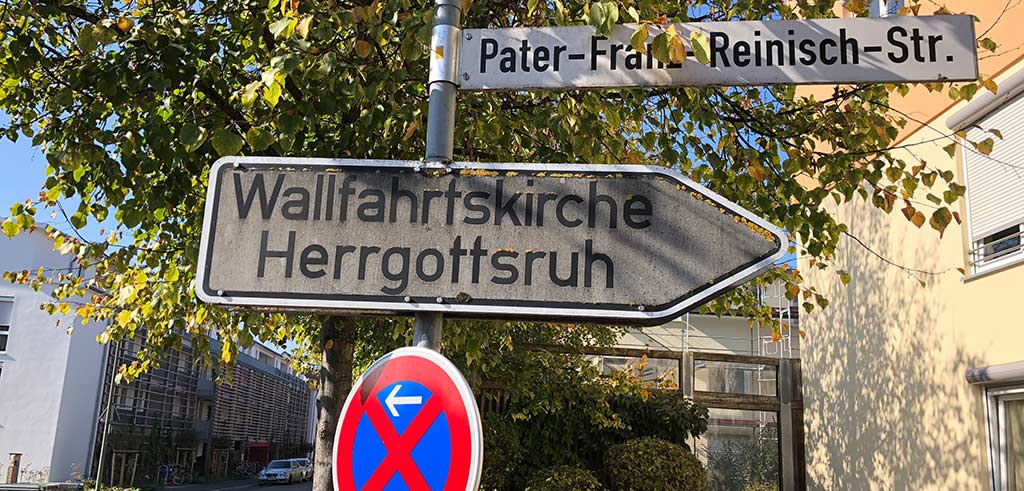 Pater-Franz-Reinisch-Str.
Wallfahrtskirche
Herrgottsruh